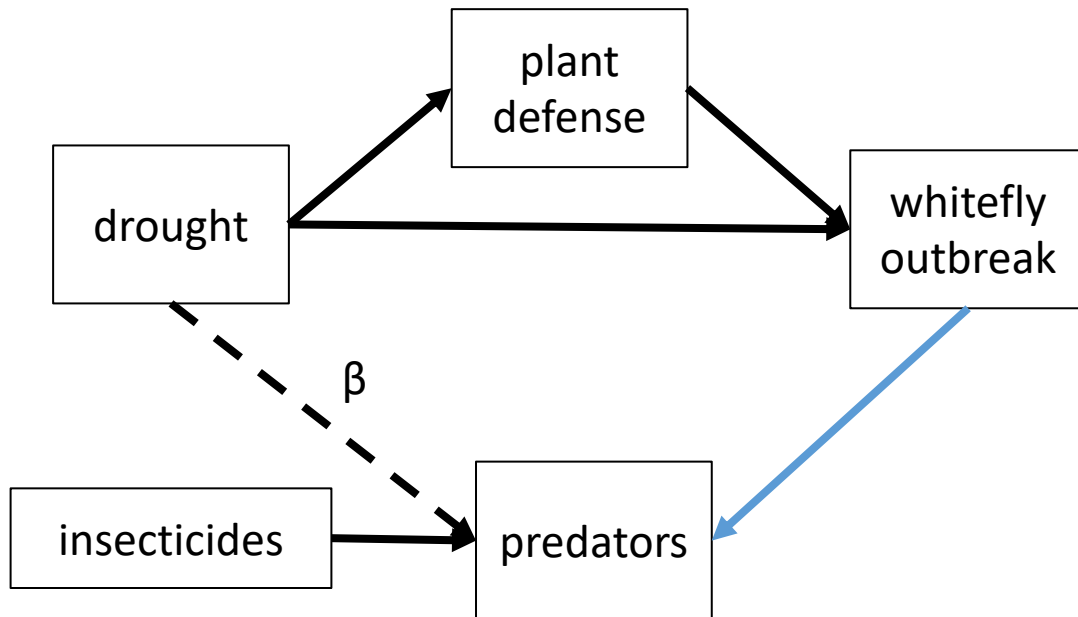 plant
defense
drought
whitefly
outbreak
β
insecticides
predators